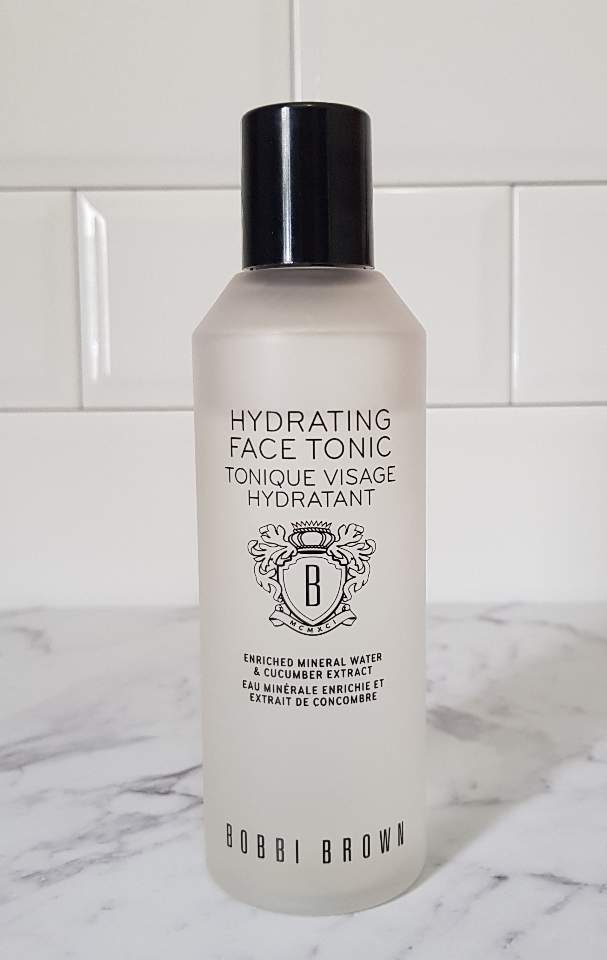 HYDRATING
FACE TONIC
TONIQUE VISAGE
HYDRATANT
B
MCMXCI
ENRICHED MINERAL WATER
& CUCUMBER EXTRACT
EAU MINÉRALE ENRICHIE ET
EXTRAIT DE CONCOMBRE
BOBBI BROWN